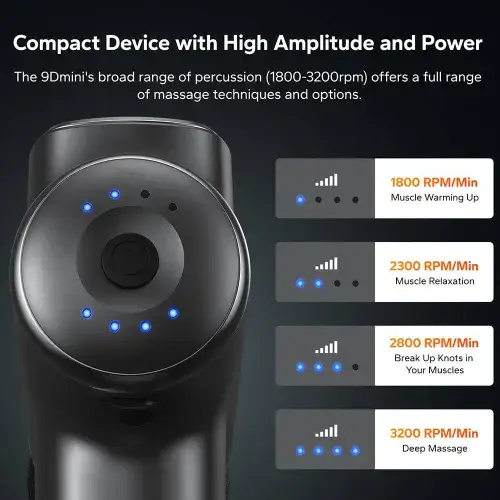 Compact Device with High Amplitude and Power
The 9Dmini's broad range of percussion (1800-3200rpm) offers a full range
of massage techniques and options.
1800 RPM/Min
Muscle Warming Up
2300 RPM/Min
Muscle Relaxation
2800 RPM/Min
Break Up Knots in
Your Muscles
3200 RPM/Min
Deep Massage